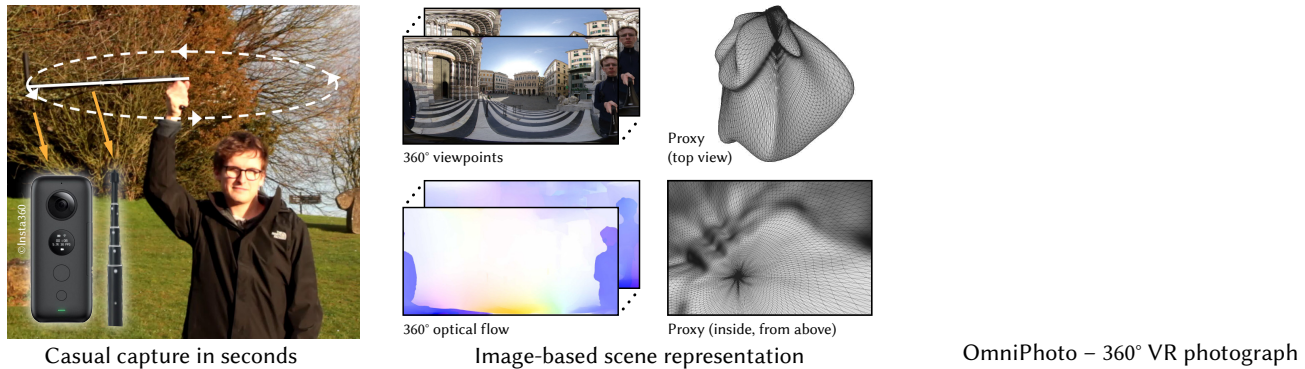 ©Insta360
Casual capture in seconds
360° viewpoints
360° optical flow
Proxy
(top view)
Proxy (inside, from above)
Image-based scene representation
OmniPhoto – 360° VR photograph